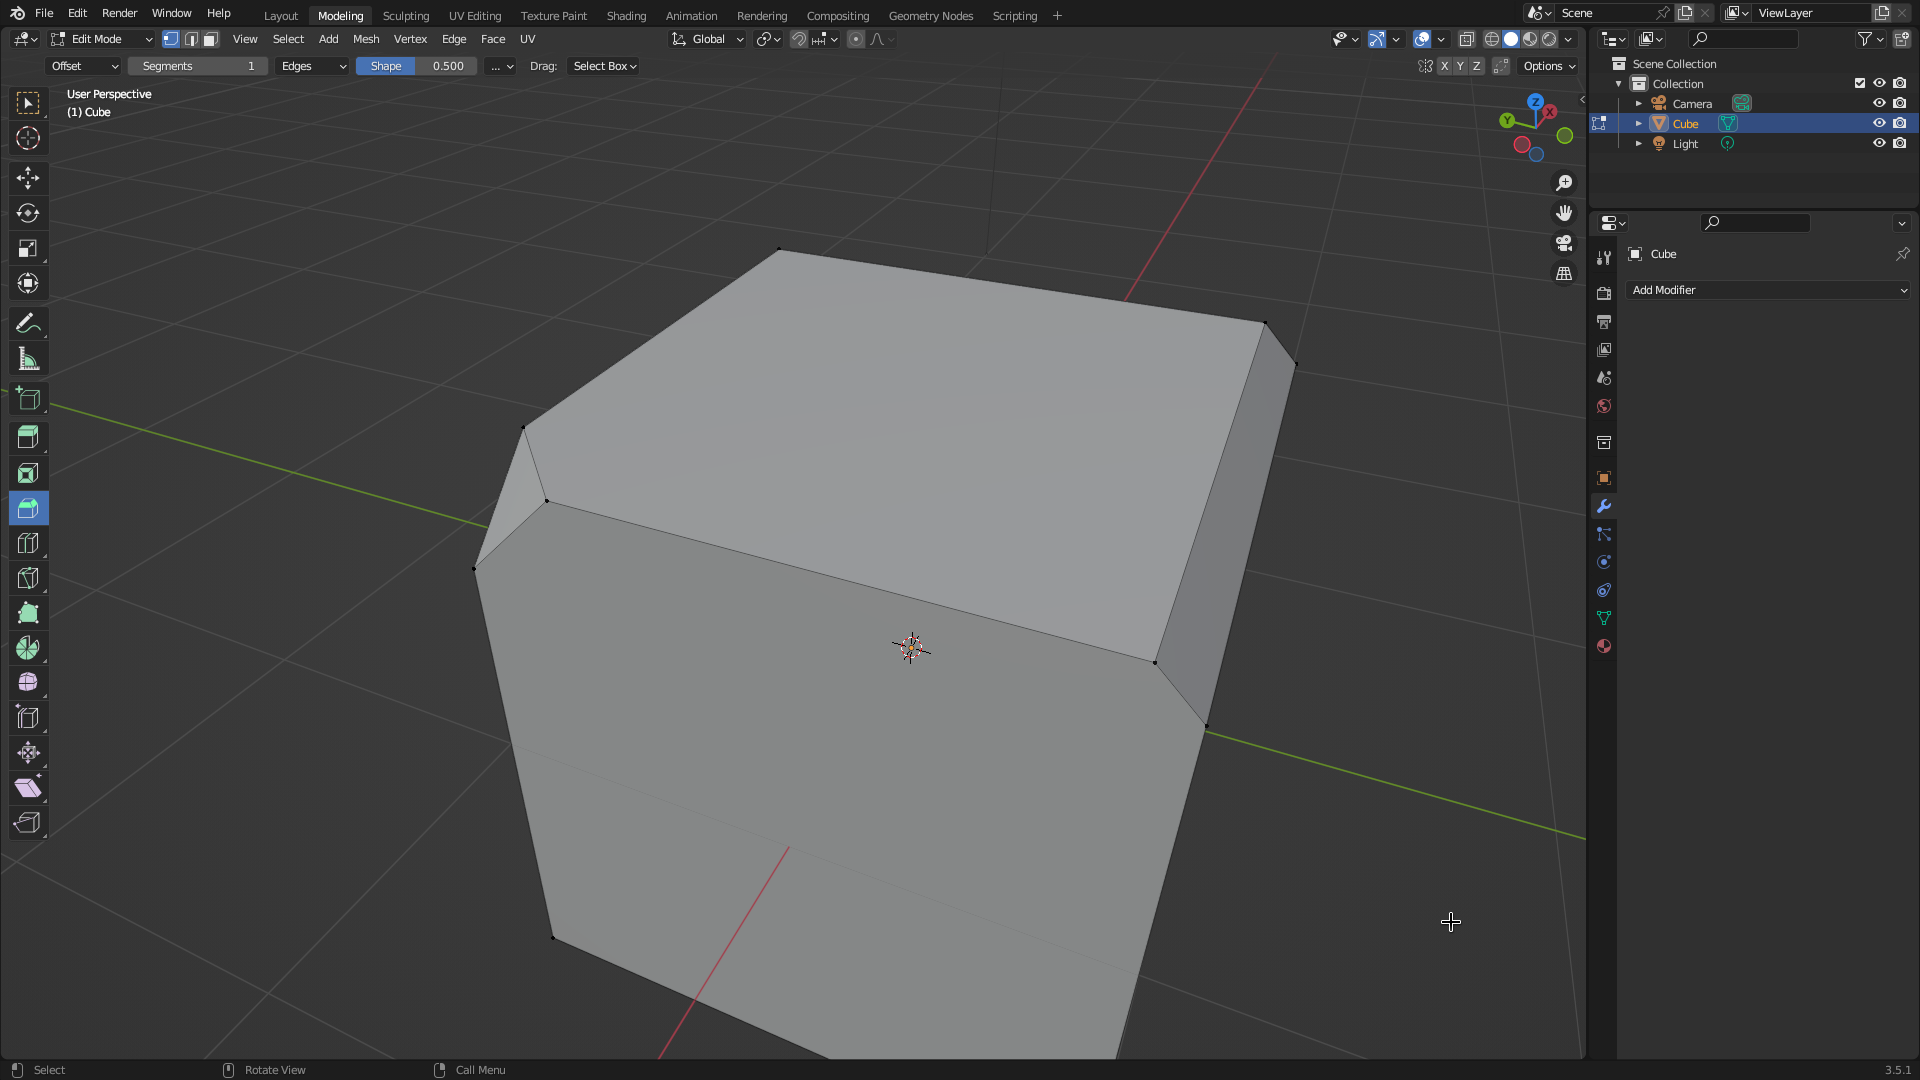 File Edit Render Window Help Layout Modeling Sculpting UV Editing Texture Paint Shading Animation Rendering Compositing Geometry Nodes Scripting + Scene ViewLayer
Edit Mode View Select Add Mesh Vertex Edge Face UV Global
Offset Segments 1 Edges Shape 0.500 ... Drag: Select Box X Y Z Options
User Perspective
(1) Cube
Z
X
Y
Scene Collection
Collection
Camera
Cube
Light
Cube
Add Modifier
Select Rotate View Call Menu 3.5.1